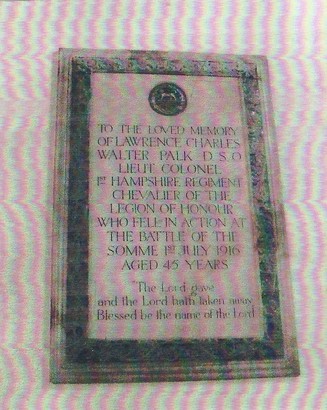 TO THE LOVED MEMORY
OF LAWRENCE CHARLES
WALTER PALK D.S.O
LIEUT COLONEL
1ST HAMPSHIRE REGIMENT
CHEVALIER OF THE
LEGION OF HONOUR
WHO FELL IN ACTION AT
THE BATTLE OF THE
SOMME 1ST JULY 1916
AGED 45 YEARS
"The Lord gave
and the Lord hath taken away
Blessed be the name of the Lord